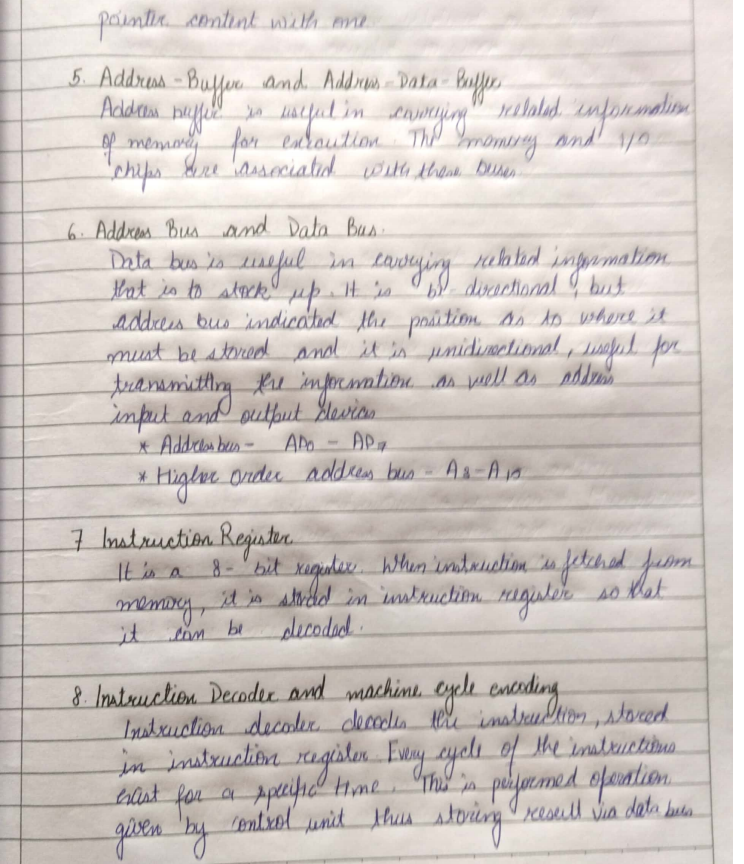 pointer content with one
5. Address-Buffer and Address-Data-Buffer
Address buffer is useful in carrying related information
of memory for execution. The momory and I/O
chips are associated with these buses
6. Address Bus and Data Bus.
Data bus is useful in carrying related information
that is to stock up. It is bi-directional, but
address bus indicated the position as to where it
must be stored and it is unidirectional, useful for
transmitting the information as well as address
input and output devices
* Address bus - AD0 - AD7
* Higher order address bus - A8-A15
7 Instruction Register
It is a 8-bit register. When instruction is fetched from
memory, it is stored in instruction register so that
it can be decoded.
8. Instruction Decoder and machine cycle encoding
Instruction decoder decodes the instruction, stored
in instruction register. Every cycle of the instructions
exist for a specific time. This is performed operation
given by control unit thus storing result via data bus